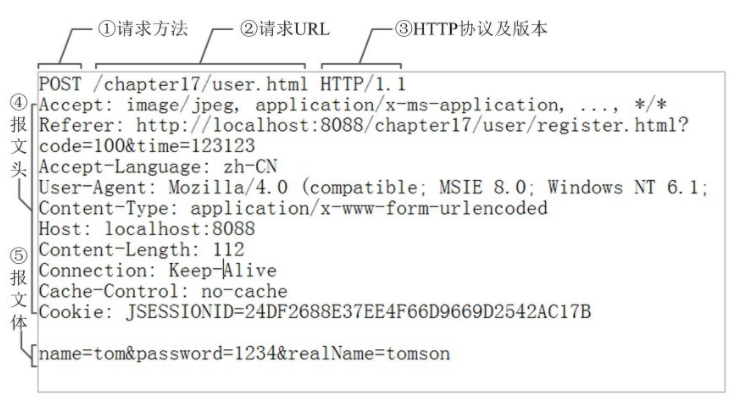 ①请求方法 ②请求URL ③HTTP协议及版本
POST /chapter17/user.html HTTP/1.1
④报文头
Accept: image/jpeg, application/x-ms-application, ..., */*
Referer: http://localhost:8088/chapter17/user/register.html?
code=100&time=123123
Accept-Language: zh-CN
User-Agent: Mozilla/4.0 (compatible; MSIE 8.0; Windows NT 6.1;
Content-Type: application/x-www-form-urlencoded
Host: localhost:8088
Content-Length: 112
Connection: Keep-Alive
Cache-Control: no-cache
Cookie: JSESSIONID=24DF2688E37EE4F66D9669D2542AC17B
⑤报文体
name=tom&password=1234&realName=tomson